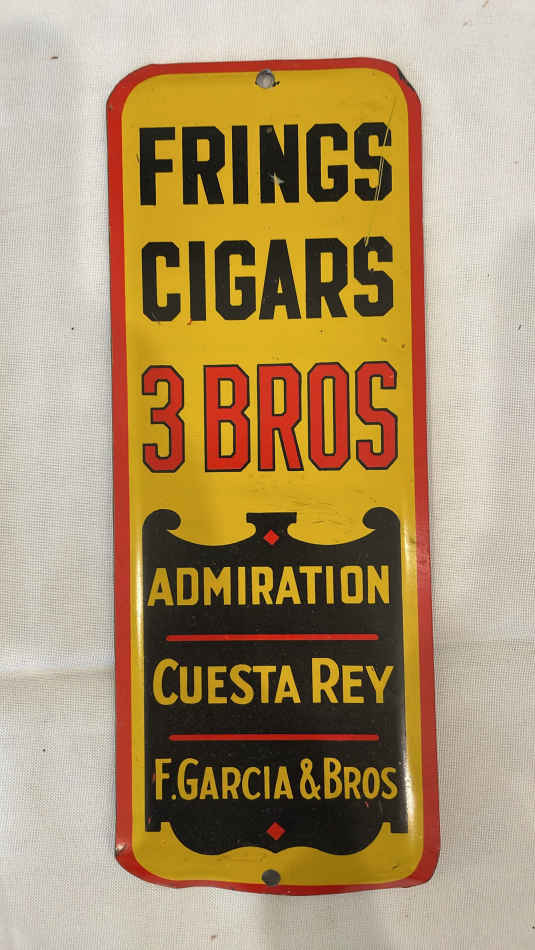 FRINGS
CIGARS
3 BROS
ADMIRATION
CUESTA REY
F. GARCIA & BROS